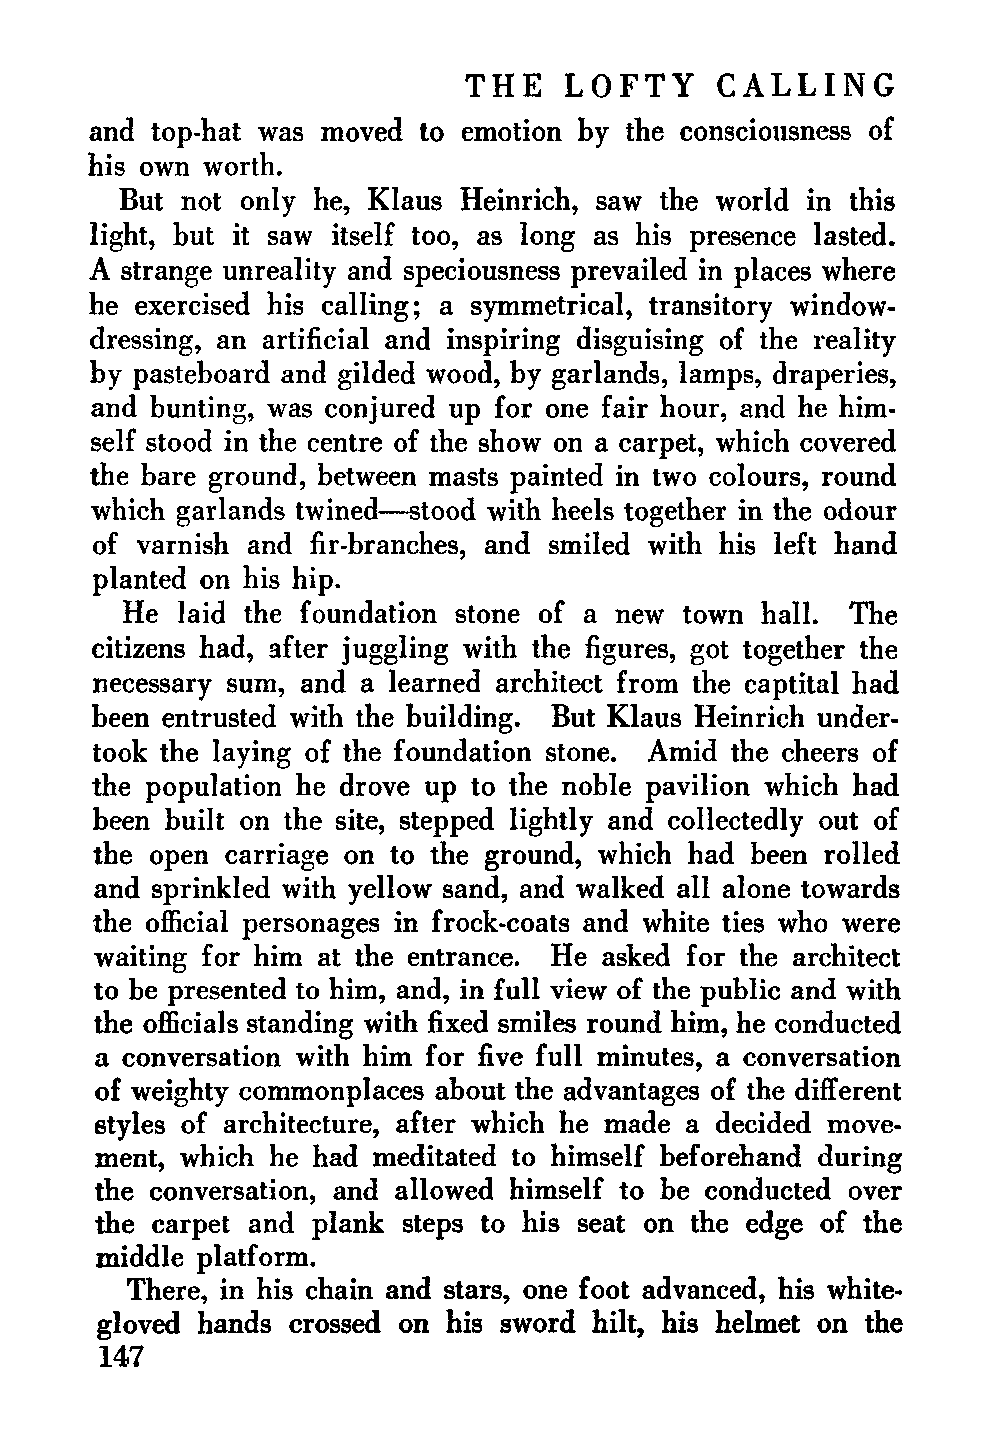 THE LOFTY CALLING
and top-hat was moved to emotion by the consciousness of
his own worth.
But not only he, Klaus Heinrich, saw the world in this
light, but it saw itself too, as long as his presence lasted.
A strange unreality and speciousness prevailed in places where
he exercised his calling; a symmetrical, transitory window-
dressing, an artificial and inspiring disguising of the reality
by pasteboard and gilded wood, by garlands, lamps, draperies,
and bunting, was conjured up for one fair hour, and he him-
self stood in the centre of the show on a carpet, which covered
the bare ground, between masts painted in two colours, round
which garlands twined—stood with heels together in the odour
of varnish and fir-branches, and smiled with his left hand
planted on his hip.
He laid the foundation stone of a new town hall. The
citizens had, after juggling with the figures, got together the
necessary sum, and a learned architect from the captital had
been entrusted with the building. But Klaus Heinrich under-
took the laying of the foundation stone. Amid the cheers of
the population he drove up to the noble pavilion which had
been built on the site, stepped lightly and collectedly out of
the open carriage on to the ground, which had been rolled
and sprinkled with yellow sand, and walked all alone towards
the official personages in frock-coats and white ties who were
waiting for him at the entrance. He asked for the architect
to be presented to him, and, in full view of the public and with
the officials standing with fixed smiles round him, he conducted
a conversation with him for five full minutes, a conversation
of weighty commonplaces about the advantages of the different
styles of architecture, after which he made a decided move-
ment, which he had meditated to himself beforehand during
the conversation, and allowed himself to be conducted over
the carpet and plank steps to his seat on the edge of the
middle platform.
There, in his chain and stars, one foot advanced, his white-
gloved hands crossed on his sword hilt, his helmet on the
147